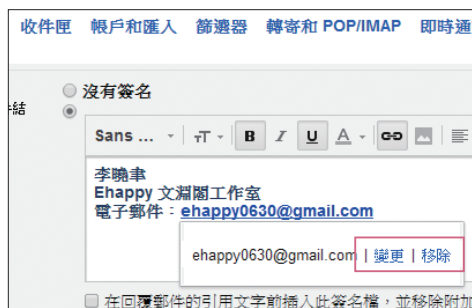 收件匣 帳戶和匯入 篩選器 轉寄和 POP/IMAP 即時通
沒有簽名
結
Sans ... T B I U A
李曉聿
Ehappy 文淵閣工作室
電子郵件：ehappy0630@gmail.com
ehappy0630@gmail.com | 變更 | 移除
在回覆郵件的引用文字前插入此簽名檔，並移除附加